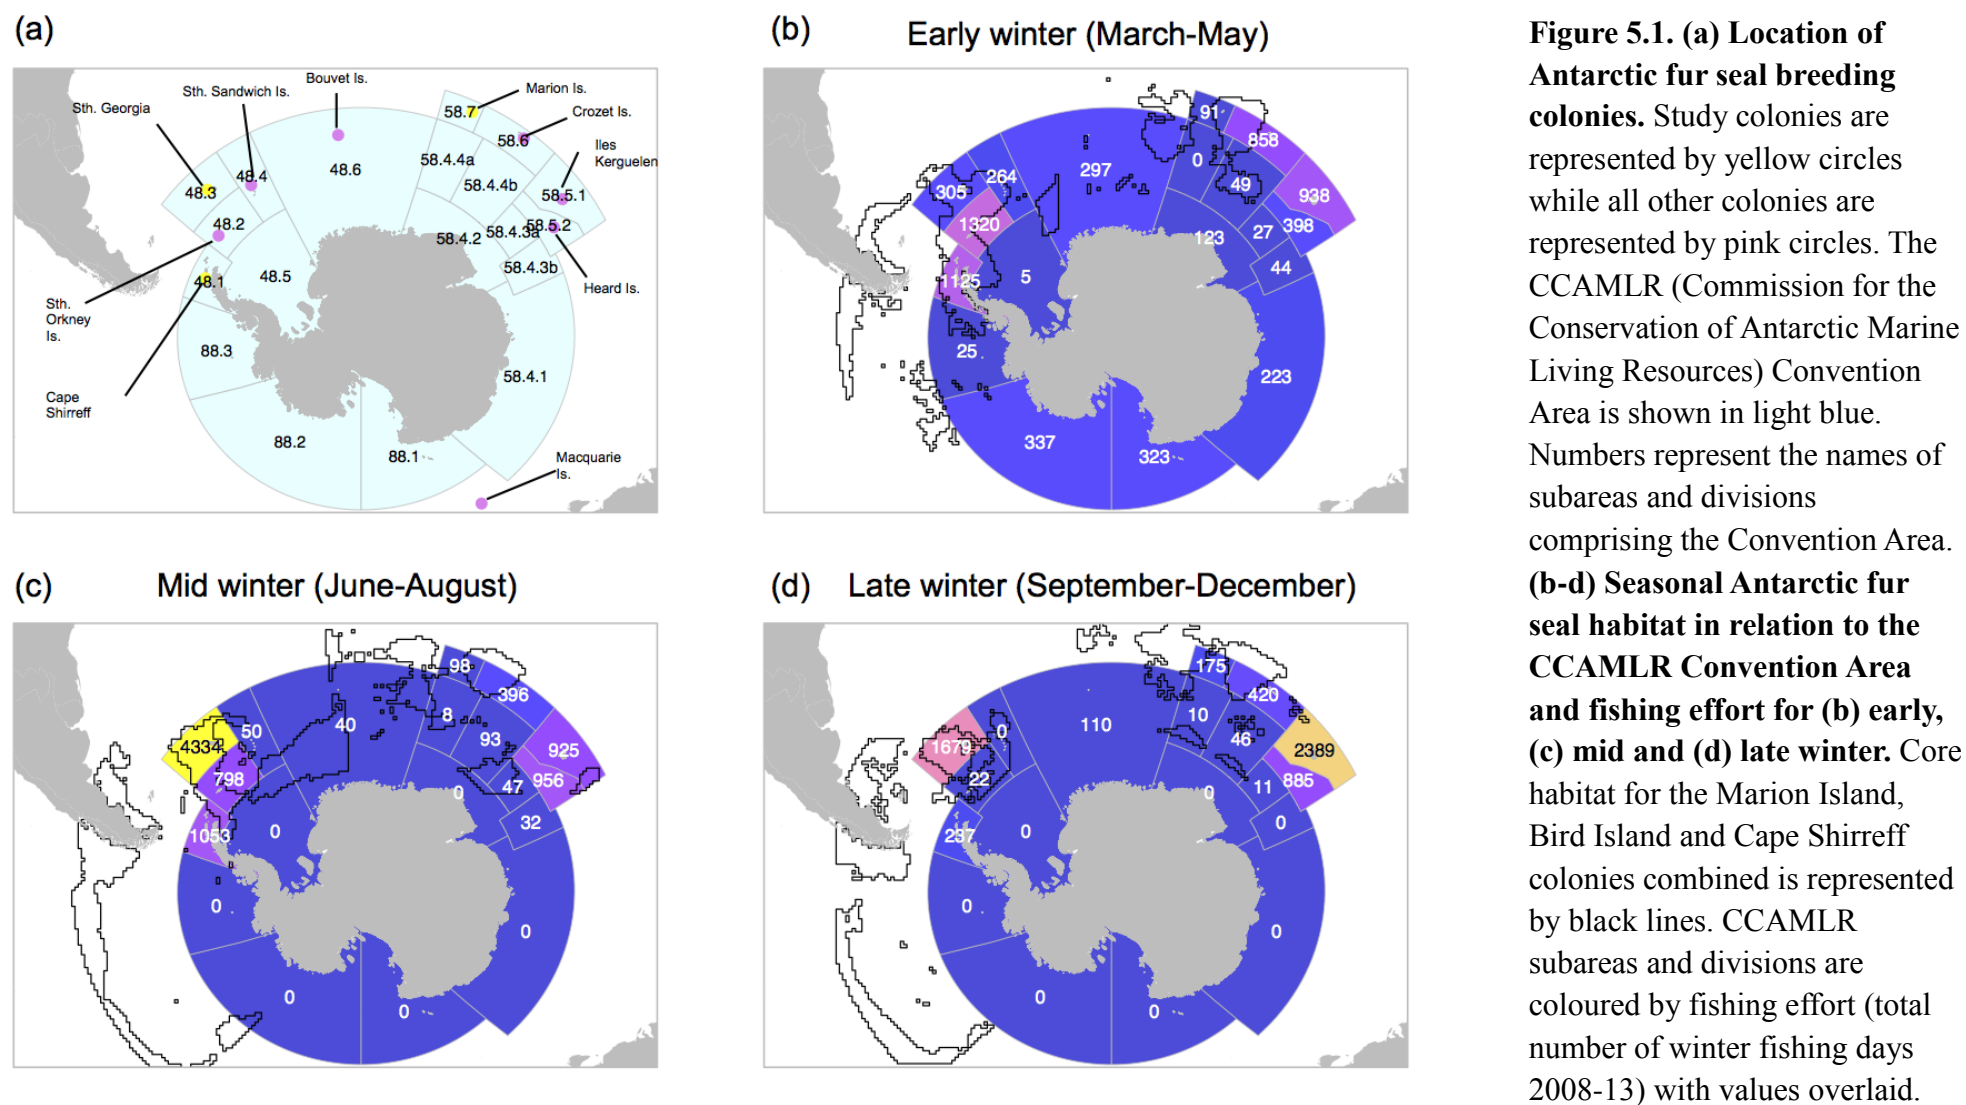 (a)
Bouvet Is.
Sth. Sandwich Is.
Marion Is.
Sth. Georgia
58.7
Crozet Is.
58.6
Iles
Kerguelen
58.4.4a
48.6
48.4
48.3
58.4.4b
58.5.1
48.2
58.5.2
58.4.3a
58.4.2
58.4.3b
48.5
48.1
Heard Is.
Sth.
Orkney
Is.
88.3
58.4.1
Cape
Shirreff
88.2
88.1
Macquarie
Is.
(b) Early winter (March-May)
91
858
0
297
264
305
49
938
1320
398
27
123
44
5
1125
25
223
337
323
(c) Mid winter (June-August)
98
396
8
40
50
93
4334
925
798
956
47
0
32
0
1053
0
0
0
0
(d) Late winter (September-December)
175
420
10
110
0
46
1679
2389
22
885
11
0
0
0
237
0
0
0
0
Figure 5.1. (a) Location of
Antarctic fur seal breeding
colonies. Study colonies are
represented by yellow circles
while all other colonies are
represented by pink circles. The
CCAMLR (Commission for the
Conservation of Antarctic Marine
Living Resources) Convention
Area is shown in light blue.
Numbers represent the names of
subareas and divisions
comprising the Convention Area.
(b-d) Seasonal Antarctic fur
seal habitat in relation to the
CCAMLR Convention Area
and fishing effort for (b) early,
(c) mid and (d) late winter. Core
habitat for the Marion Island,
Bird Island and Cape Shirreff
colonies combined is represented
by black lines. CCAMLR
subareas and divisions are
coloured by fishing effort (total
number of winter fishing days
2008-13) with values overlaid.